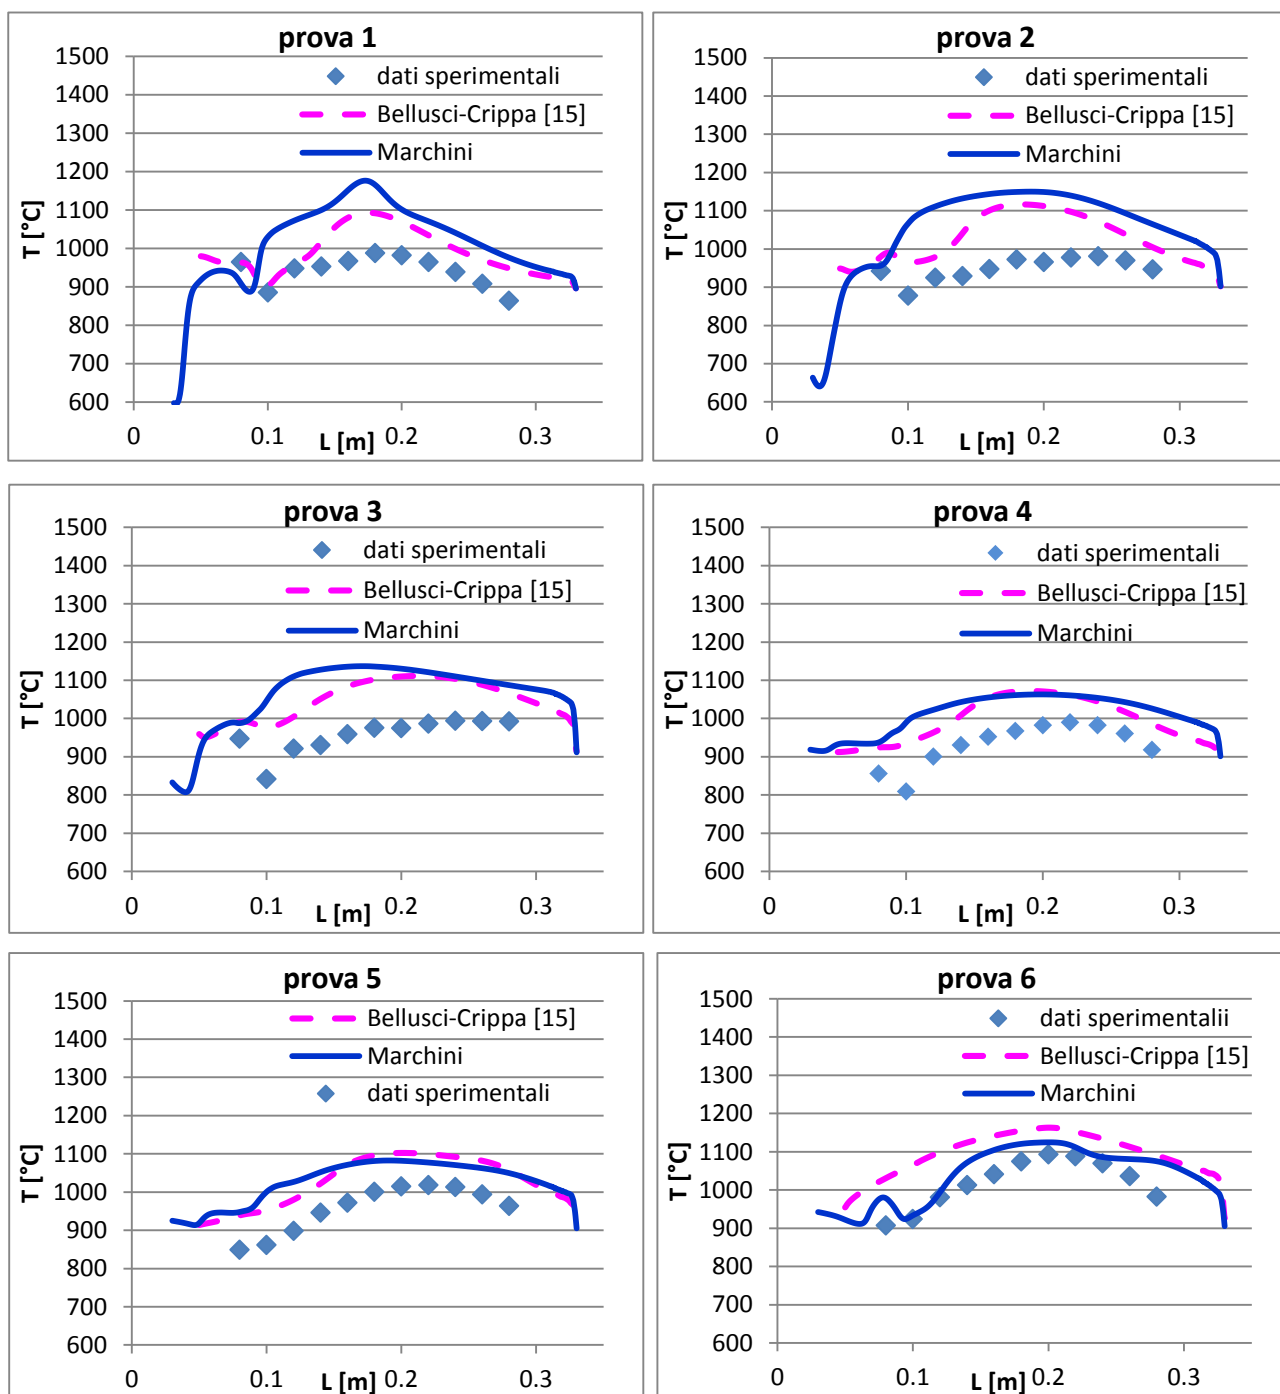 prova 1
dati sperimentali
Bellusci-Crippa [15]
Marchini
T [°C]
1500
1400
1300
1200
1100
1000
900
800
700
600
0 0.1 0.2 0.3
L [m]
prova 2
dati sperimentali
Bellusci-Crippa [15]
Marchini
T [°C]
1500
1400
1300
1200
1100
1000
900
800
700
600
0 0.1 0.2 0.3
L [m]
prova 3
dati sperimentali
Bellusci-Crippa [15]
Marchini
T [°C]
1500
1400
1300
1200
1100
1000
900
800
700
600
0 0.1 0.2 0.3
L [m]
prova 4
dati sperimentali
Bellusci-Crippa [15]
Marchini
T [°C]
1500
1400
1300
1200
1100
1000
900
800
700
600
0 0.1 0.2 0.3
L [m]
prova 5
Bellusci-Crippa [15]
Marchini
dati sperimentali
T [°C]
1500
1400
1300
1200
1100
1000
900
800
700
600
0 0.1 0.2 0.3
L [m]
prova 6
dati sperimentalii
Bellusci-Crippa [15]
Marchini
T [°C]
1500
1400
1300
1200
1100
1000
900
800
700
600
0 0.1 0.2 0.3
L [m]